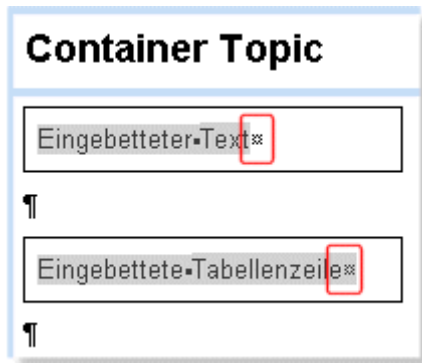 Container Topic
Eingebetteter▪Text¤
¶
Eingebettete▪Tabellenzeile¤
¶